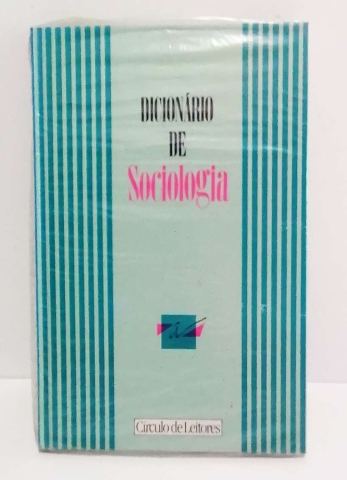 DICIONÁRIO
DE
Sociologia
Círculo de Leitores